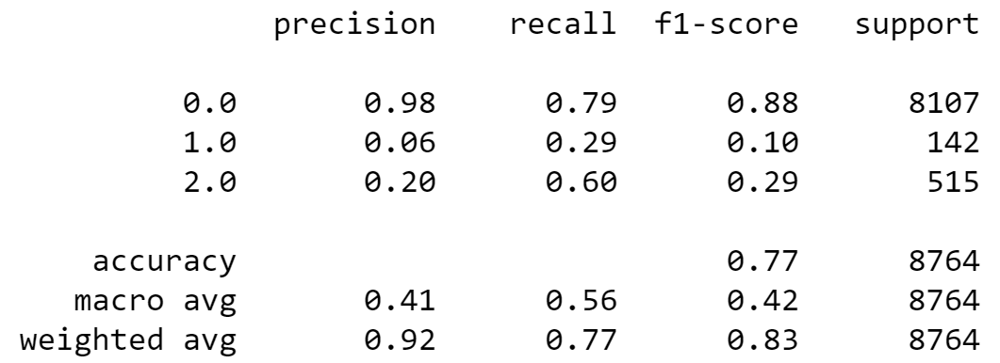 precision recall f1-score support
0.0 0.98 0.79 0.88 8107
1.0 0.06 0.29 0.10 142
2.0 0.20 0.60 0.29 515
accuracy 0.77 8764
macro avg 0.41 0.56 0.42 8764
weighted avg 0.92 0.77 0.83 8764